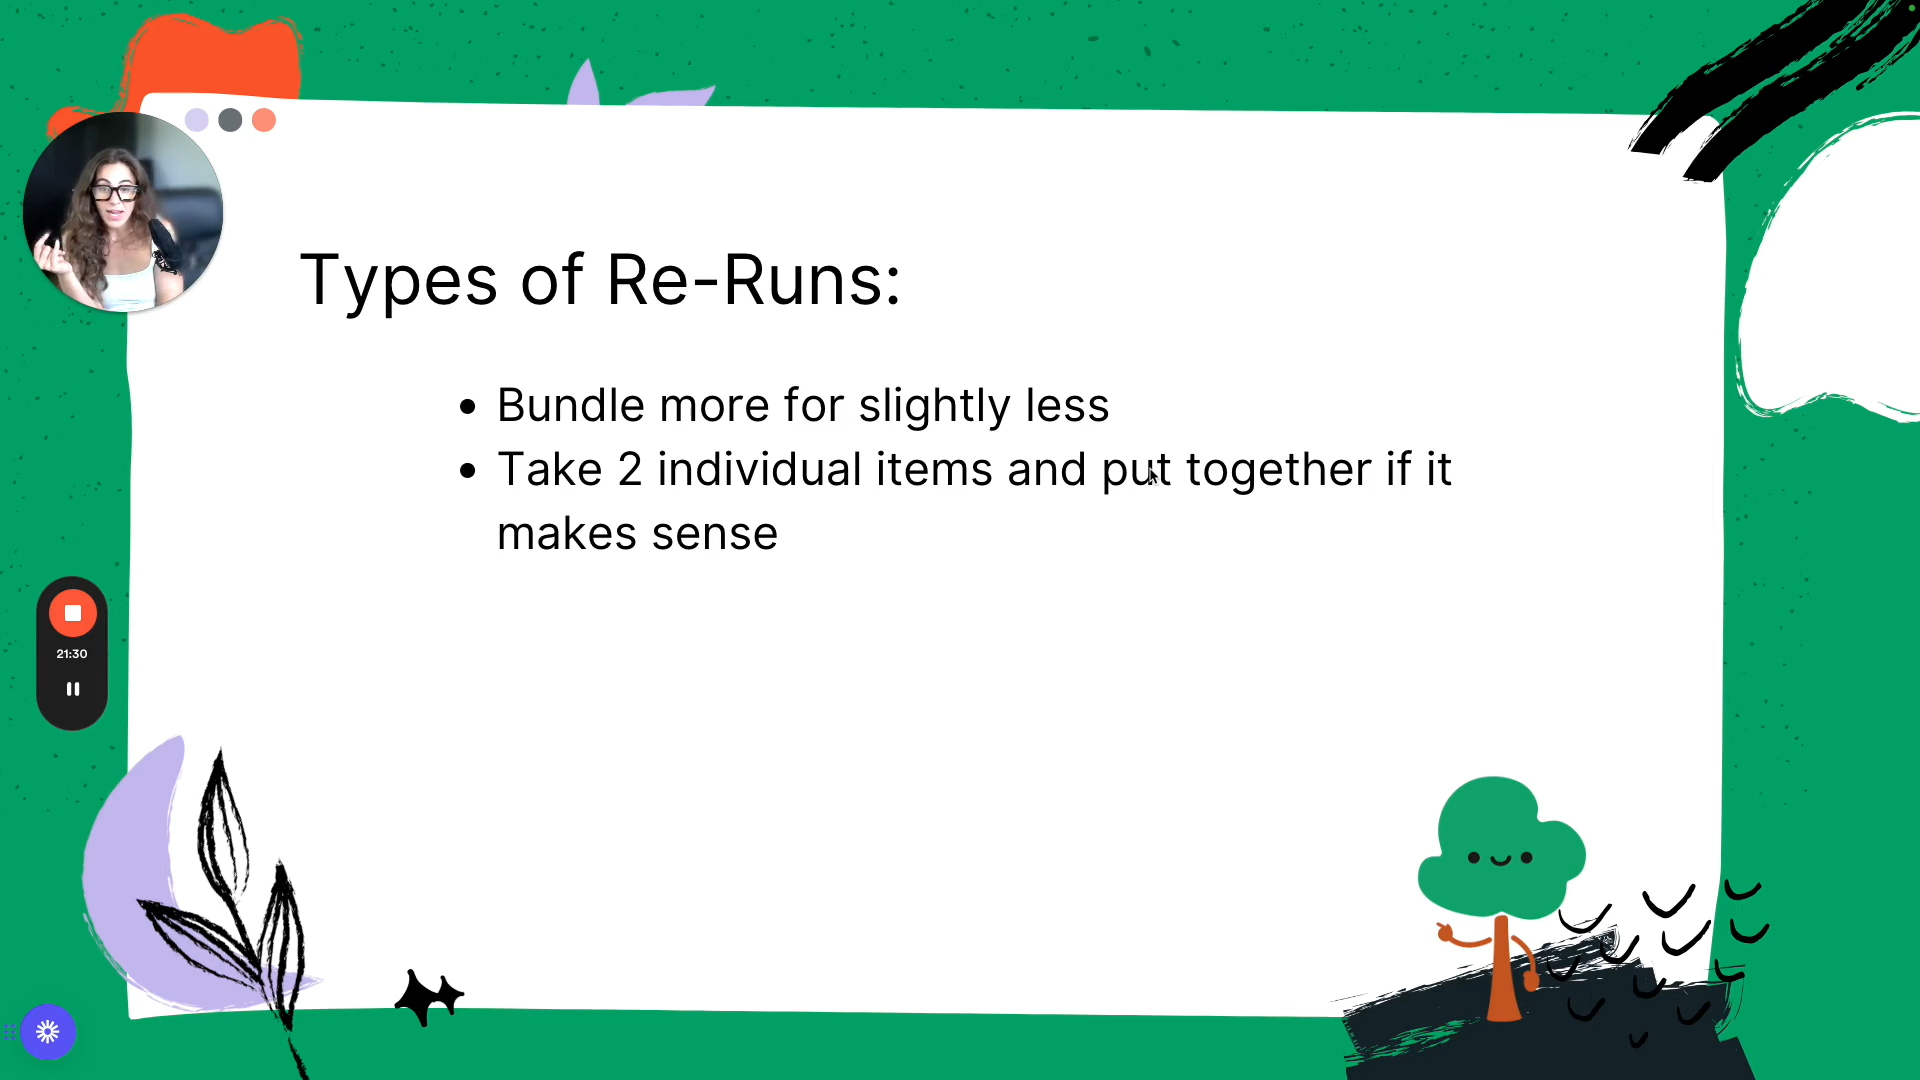 Types of Re-Runs:
• Bundle more for slightly less
• Take 2 individual items and put together if it
makes sense
21:30